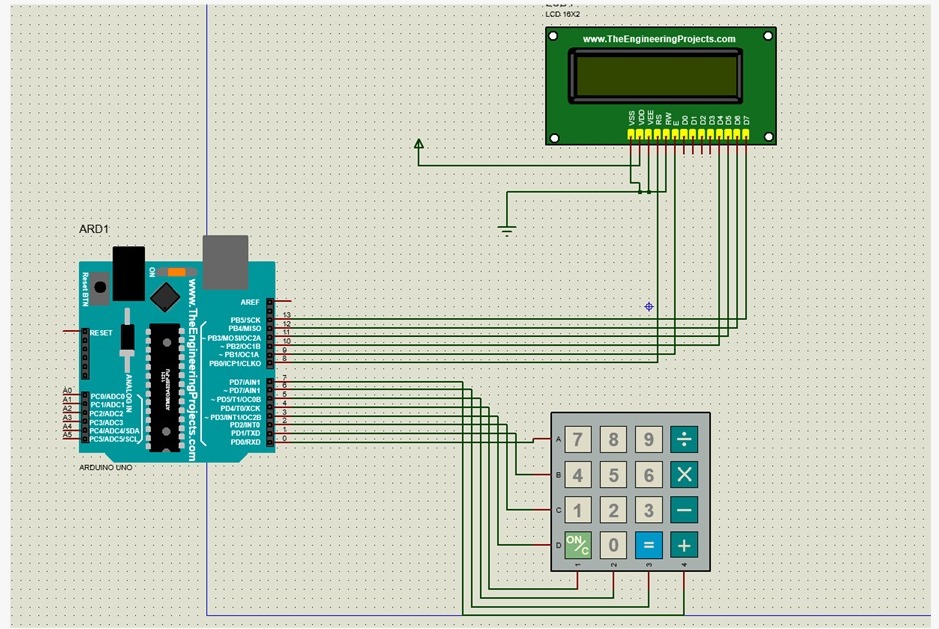 LCD 16X2
www.TheEngineeringProjects.com
VSS
VDD
VEE
RS
RW
E
D0
D1
D2
D3
D4
D5
D6
D7
ARD1
Reset BTN
ON
www.TheEngineeringProjects.com
ANALOG IN
AREF
RESET
PB5/SCK 13
PB4/MISO 12
~ PB3/MOSI/OC2A 11
~ PB2/OC1B 10
~ PB1/OC1A 9
PB0/ICP1/CLKO 8
PD7/AIN1 7
~ PD7/AIN1 6
~ PD5/T1/OC0B 5
PD4/T0/XCK 4
~ PD3/INT1/OC2B 3
PD2/INT0 2
PD1/TXD 1
PD0/RXD 0
A0 PC0/ADC0
A1 PC1/ADC1
A2 PC2/ADC2
A3 PC3/ADC3
A4 PC4/ADC4/SDA
A5 PC5/ADC5/SCL
ARDUINO UNO
A 7 8 9 ÷
B 4 5 6 ×
C 1 2 3 −
D ON/C 0 = +
1 2 3 4